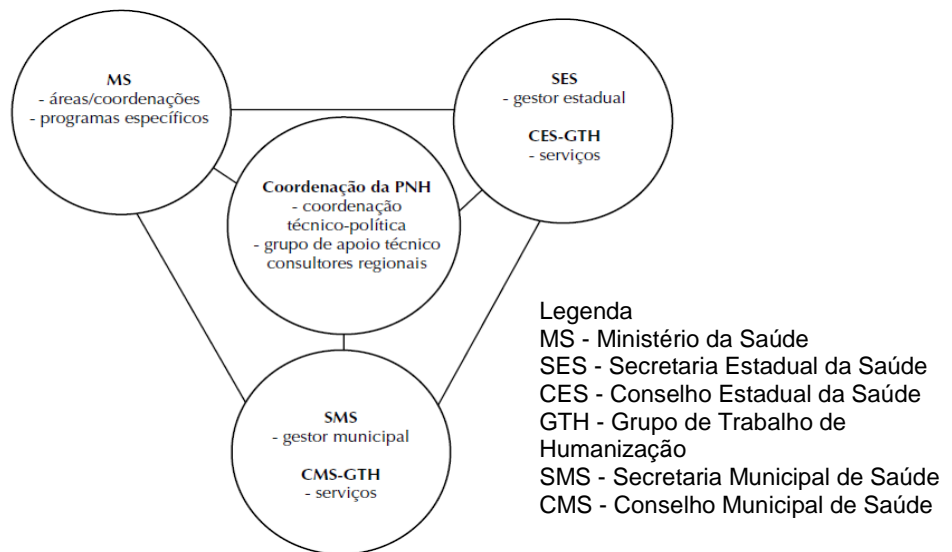 MS
- áreas/coordenações
- programas específicos
SES
- gestor estadual
CES-GTH
- serviços
Coordenação da PNH
- coordenação
técnico-política
- grupo de apoio técnico
consultores regionais
SMS
- gestor municipal
CMS-GTH
- serviços
Legenda
MS - Ministério da Saúde
SES - Secretaria Estadual da Saúde
CES - Conselho Estadual da Saúde
GTH - Grupo de Trabalho de
Humanização
SMS - Secretaria Municipal de Saúde
CMS - Conselho Municipal de Saúde